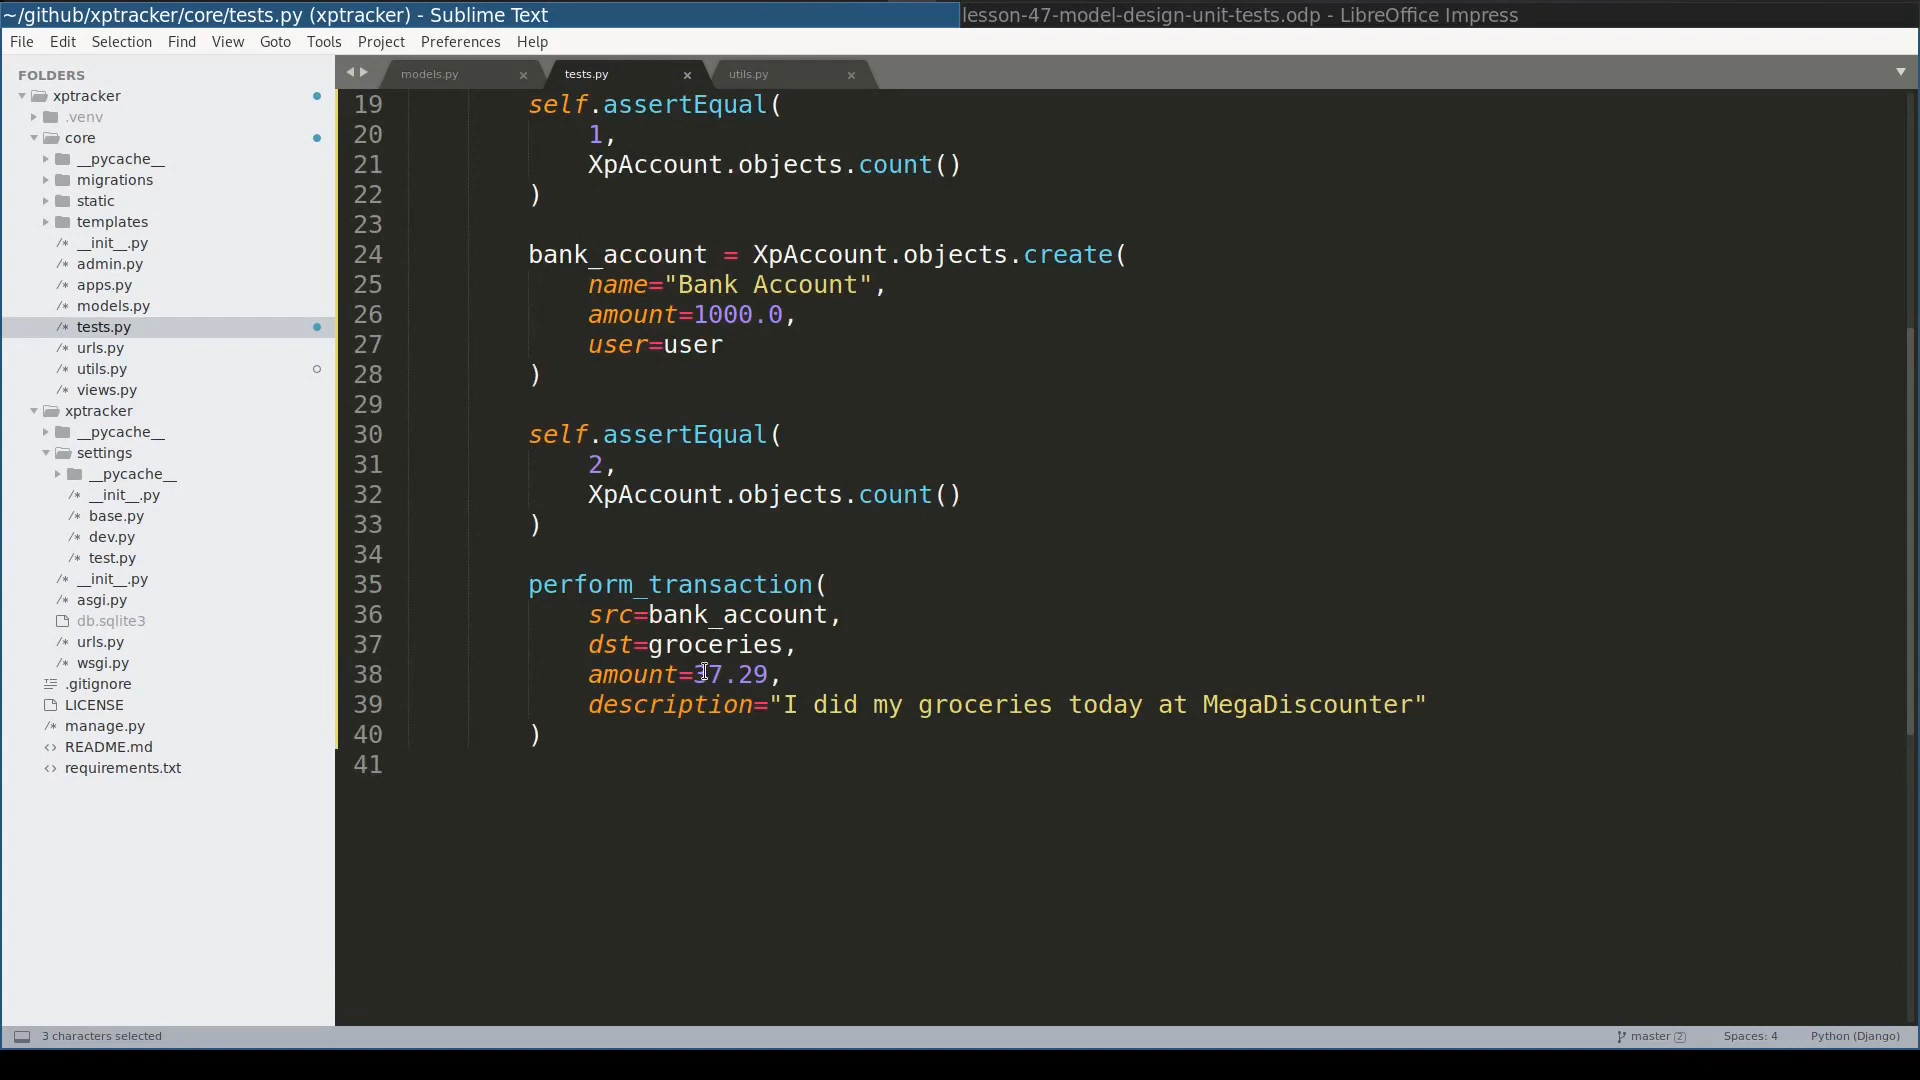 ~/github/xptracker/core/tests.py (xptracker) - Sublime Text
lesson-47-model-design-unit-tests.odp - LibreOffice Impress
File Edit Selection Find View Goto Tools Project Preferences Help
FOLDERS
xptracker
.venv
core
__pycache__
migrations
static
templates
__init__.py
admin.py
apps.py
models.py
tests.py
urls.py
utils.py
views.py
xptracker
__pycache__
settings
__pycache__
__init__.py
base.py
dev.py
test.py
__init__.py
asgi.py
db.sqlite3
urls.py
wsgi.py
.gitignore
LICENSE
manage.py
README.md
requirements.txt
models.py × tests.py × utils.py ×
19 self.assertEqual(
20 1,
21 XpAccount.objects.count()
22 )
23
24 bank_account = XpAccount.objects.create(
25 name="Bank Account",
26 amount=1000.0,
27 user=user
28 )
29
30 self.assertEqual(
31 2,
32 XpAccount.objects.count()
33 )
34
35 perform_transaction(
36 src=bank_account,
37 dst=groceries,
38 amount=37.29,
39 description="I did my groceries today at MegaDiscounter"
40 )
41
3 characters selected
master 2 Spaces: 4 Python (Django)